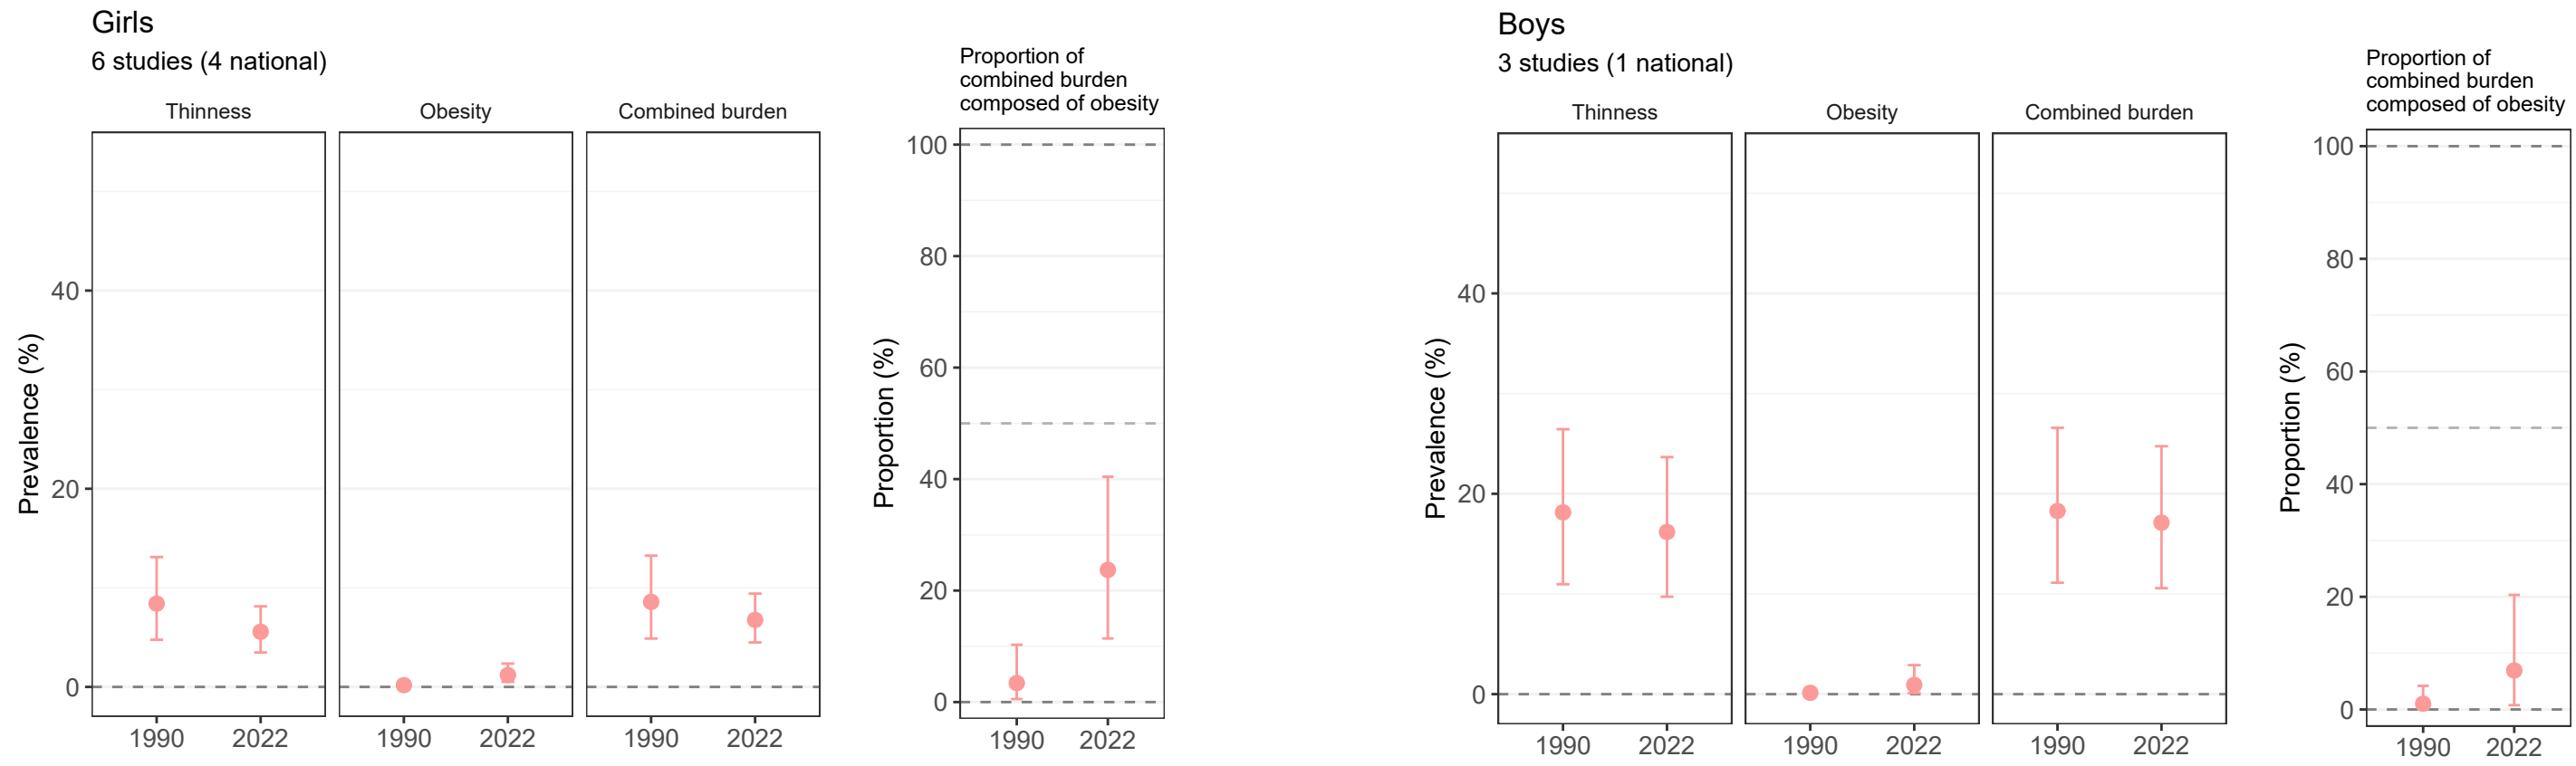 Girls
6 studies (4 national)
Thinness
Obesity
Combined burden
Prevalence (%)
40
20
0
1990
2022
1990
2022
1990
2022
Proportion of
combined burden
composed of obesity
Proportion (%)
100
80
60
40
20
0
1990
2022
Boys
3 studies (1 national)
Thinness
Obesity
Combined burden
Prevalence (%)
40
20
0
1990
2022
1990
2022
1990
2022
Proportion of
combined burden
composed of obesity
Proportion (%)
100
80
60
40
20
0
1990
2022